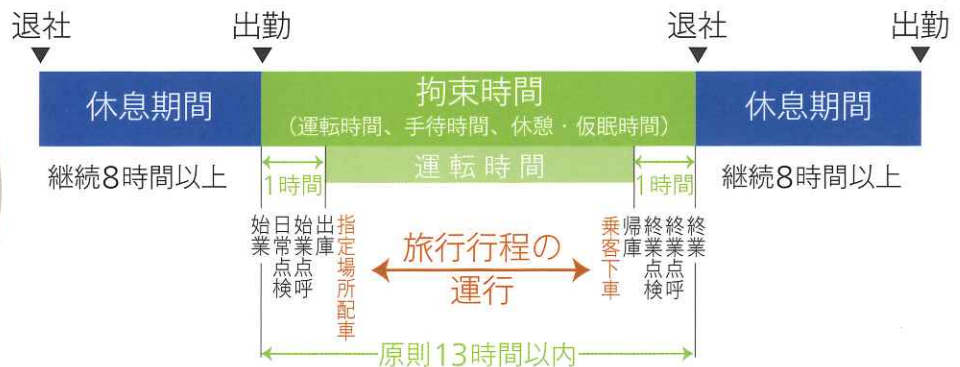 退社
出勤
退社
出勤
休息期間
拘束時間
(運転時間、手待時間、休憩・仮眠時間)
休息期間
継続8時間以上
1時間
運転時間
1時間
継続8時間以上
始業
日常点検
始業点呼
出庫
指定場所配車
旅行行程の
運行
乗客下車
帰庫
終業点検
終業点呼
終業
原則13時間以内